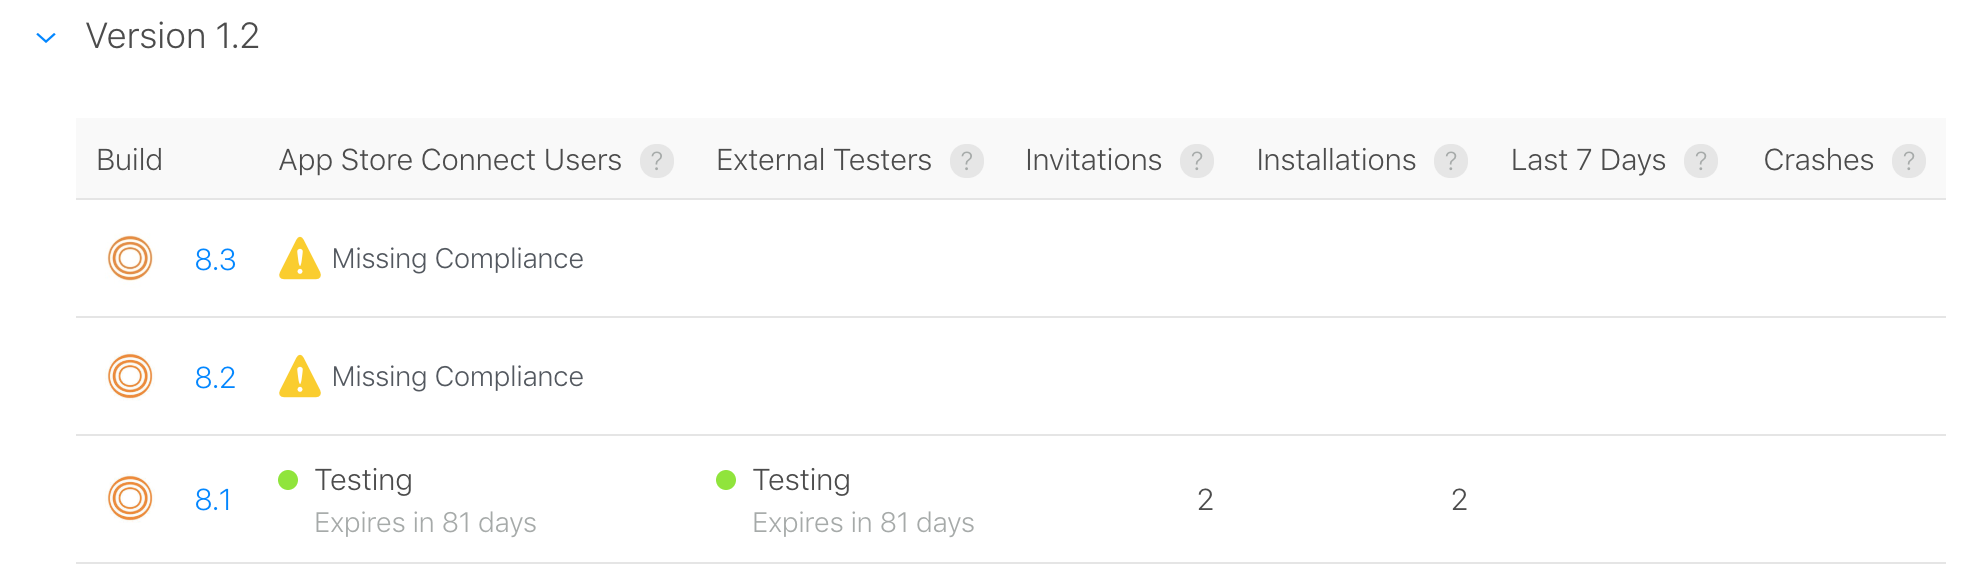 Version 1.2
Build App Store Connect Users ? External Testers ? Invitations ? Installations ? Last 7 Days ? Crashes ?
8.3 Missing Compliance
8.2 Missing Compliance
8.1 Testing Testing 2 2
Expires in 81 days Expires in 81 days